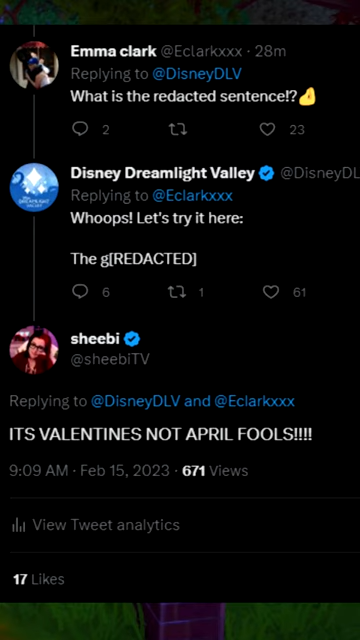 Emma clark @Eclarkxxx · 28m
Replying to @DisneyDLV
What is the redacted sentence!?🫴
2 23
Disney Dreamlight Valley @DisneyDL
Replying to @Eclarkxxx
Whoops! Let's try it here:
The g[REDACTED]
6 1 61
sheebi
@sheebiTV
Replying to @DisneyDLV and @Eclarkxxx
ITS VALENTINES NOT APRIL FOOLS!!!!
9:09 AM · Feb 15, 2023 · 671 Views
View Tweet analytics
17 Likes